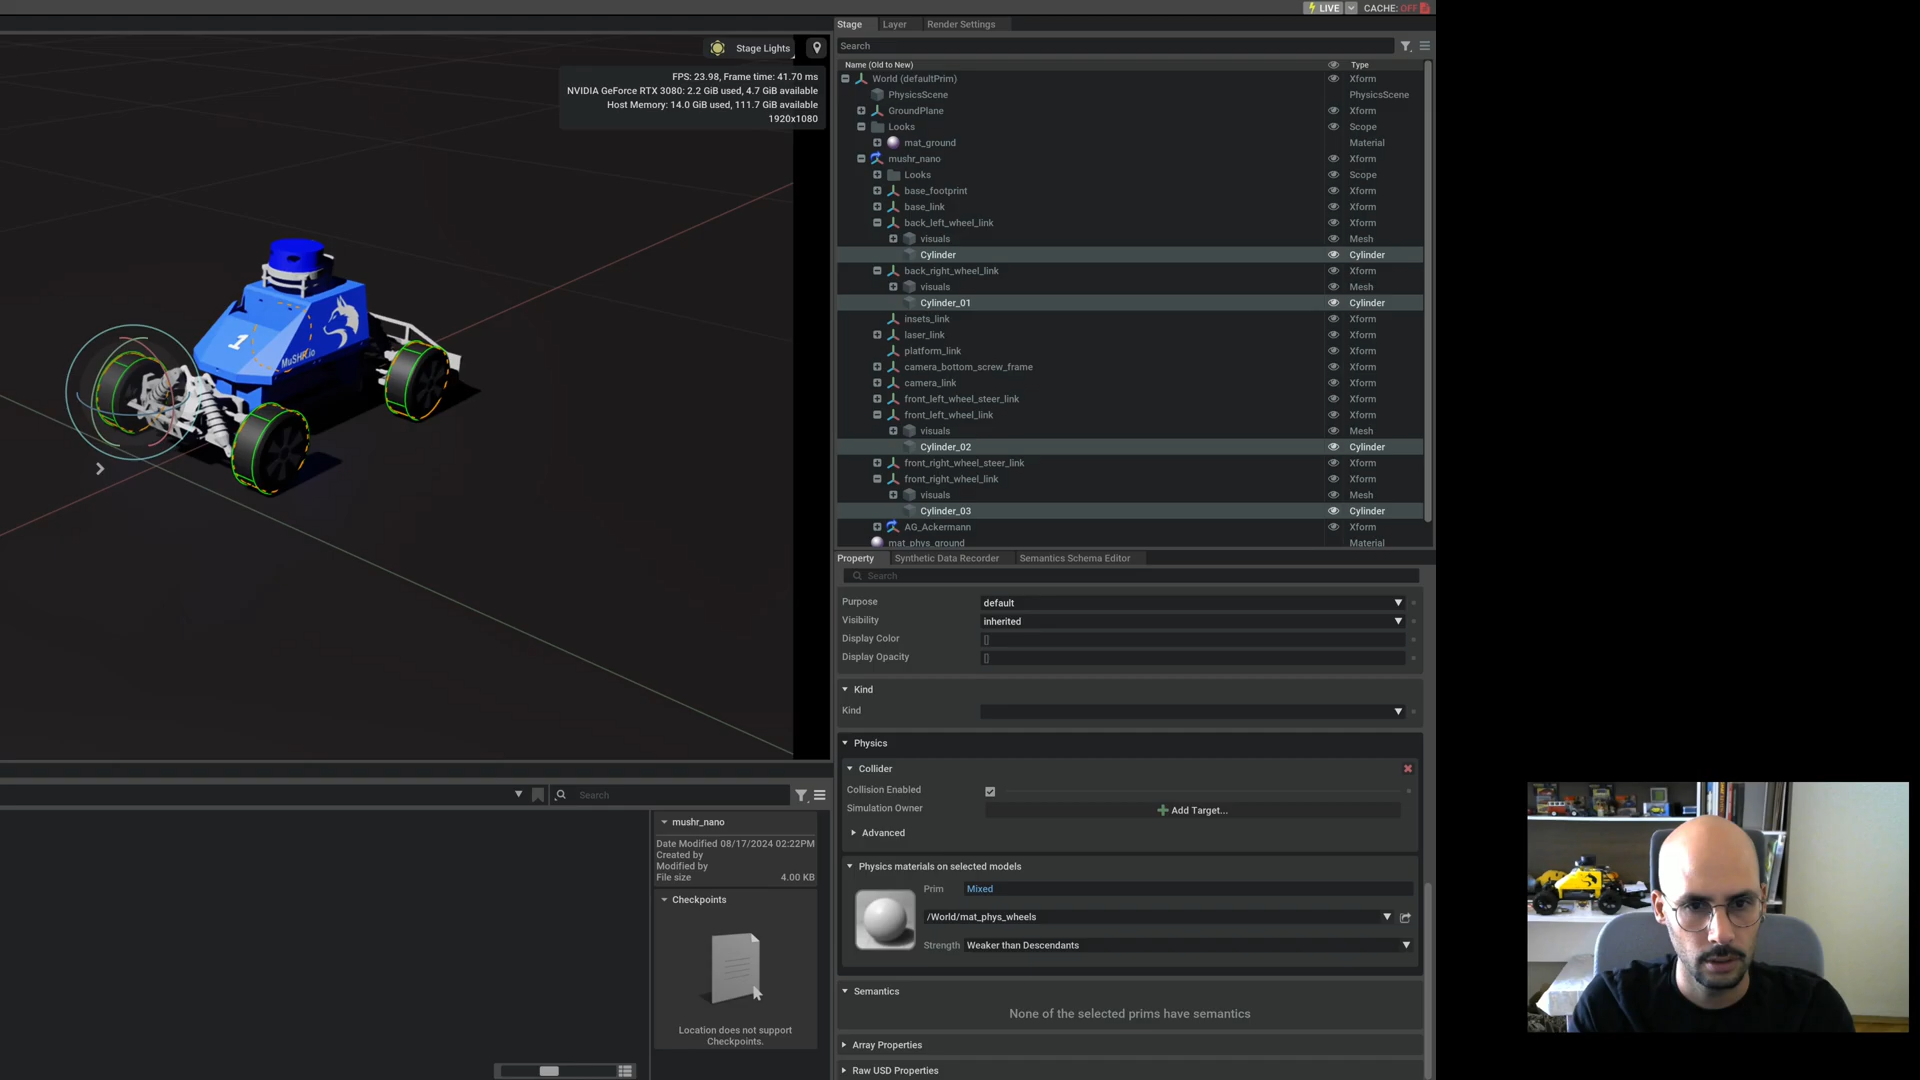 LIVE
CACHE: OFF
Stage
Layer
Render Settings
Stage Lights
Search
FPS: 23.98, Frame time: 41.70 ms
NVIDIA GeForce RTX 3080: 2.2 GiB used, 4.7 GiB available
Host Memory: 14.0 GiB used, 111.7 GiB available
1920x1080
Name (Old to New)
Type
World (defaultPrim)
Xform
PhysicsScene
PhysicsScene
GroundPlane
Xform
Looks
Scope
mat_ground
Material
mushr_nano
Xform
Looks
Scope
base_footprint
Xform
base_link
Xform
back_left_wheel_link
Xform
visuals
Mesh
Cylinder
Cylinder
back_right_wheel_link
Xform
visuals
Mesh
Cylinder_01
Cylinder
insets_link
Xform
laser_link
Xform
platform_link
Xform
camera_bottom_screw_frame
Xform
camera_link
Xform
front_left_wheel_steer_link
Xform
front_left_wheel_link
Xform
visuals
Mesh
Cylinder_02
Cylinder
front_right_wheel_steer_link
Xform
front_right_wheel_link
Xform
visuals
Mesh
Cylinder_03
Cylinder
AG_Ackermann
Xform
mat_phys_ground
Material
1
MuSHR.io
Property
Synthetic Data Recorder
Semantics Schema Editor
Search
Purpose
default
Visibility
inherited
Display Color
[]
Display Opacity
[]
Kind
Kind
Physics
Collider
Collision Enabled
Simulation Owner
Add Target...
Advanced
Physics materials on selected models
Prim
Mixed
/World/mat_phys_wheels
Strength
Weaker than Descendants
Semantics
None of the selected prims have semantics
Array Properties
Raw USD Properties
Search
mushr_nano
Date Modified 08/17/2024 02:22PM
Created by
Modified by
File size
4.00 KB
Checkpoints
Location does not support
Checkpoints.